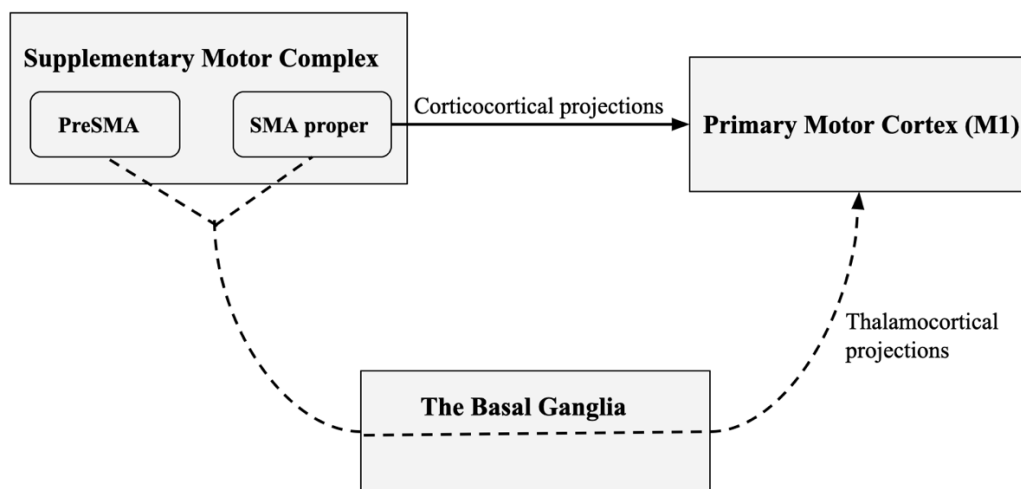 Supplementary Motor Complex
PreSMA
SMA proper
Corticocortical projections
Primary Motor Cortex (M1)
Thalamocortical
projections
The Basal Ganglia